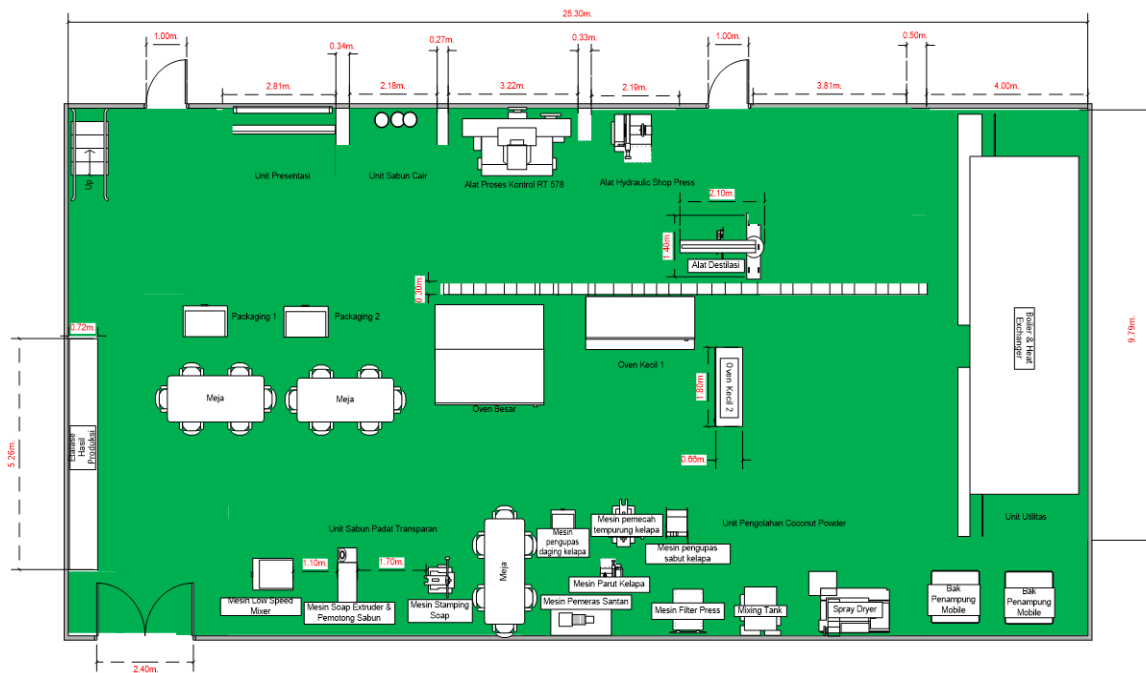 25.30m.
1.00m.
0.34m.
0.27m.
0.33m.
1.00m.
0.50m.
2.81m.
2.18m.
3.22m.
2.19m.
3.81m.
4.00m.
Up
Unit Presentasi
Unit Sabun Cair
Alat Proses Kontrol RT 578
Alat Hydraulic Shop Press
2.10m.
1.40m.
Alat Destilasi
0.30m.
Packaging 1
Packaging 2
0.72m.
Boiler & Heat
Exchanger
9.79m.
Oven Kecil 1
Meja
Meja
Oven Besar
1.80m.
Oven Kecil 2
5.26m.
Etalase
Hasil
Produksi
0.66m.
Unit Sabun Padat Transparan
Mesin
pengupas
daging kelapa
Mesin pemecah
tempurung kelapa
Unit Pengolahan Coconut Powder
Unit Utilitas
Mesin pengupas
sabut kelapa
1.10m.
1.70m.
Meja
Mesin Parut Kelapa
Mesin Low Speed
Mixer
Mesin Soap Extruder &
Pemotong Sabun
Mesin Stamping
Soap
Mesin Pemeras Santan
Mesin Filter Press
Mixing Tank
Spray Dryer
Bak
Penampung
Mobile
Bak
Penampung
Mobile
2.40m.